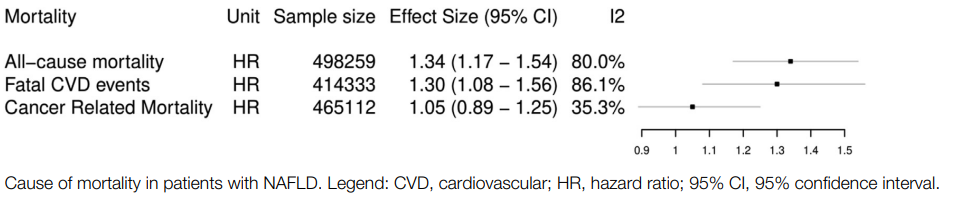 Mortality Unit Sample size Effect Size (95% CI) I2
All−cause mortality HR 498259 1.34 (1.17 − 1.54) 80.0%
Fatal CVD events HR 414333 1.30 (1.08 − 1.56) 86.1%
Cancer Related Mortality HR 465112 1.05 (0.89 − 1.25) 35.3%
0.9 1 1.1 1.2 1.3 1.4 1.5
Cause of mortality in patients with NAFLD. Legend: CVD, cardiovascular; HR, hazard ratio; 95% CI, 95% confidence interval.